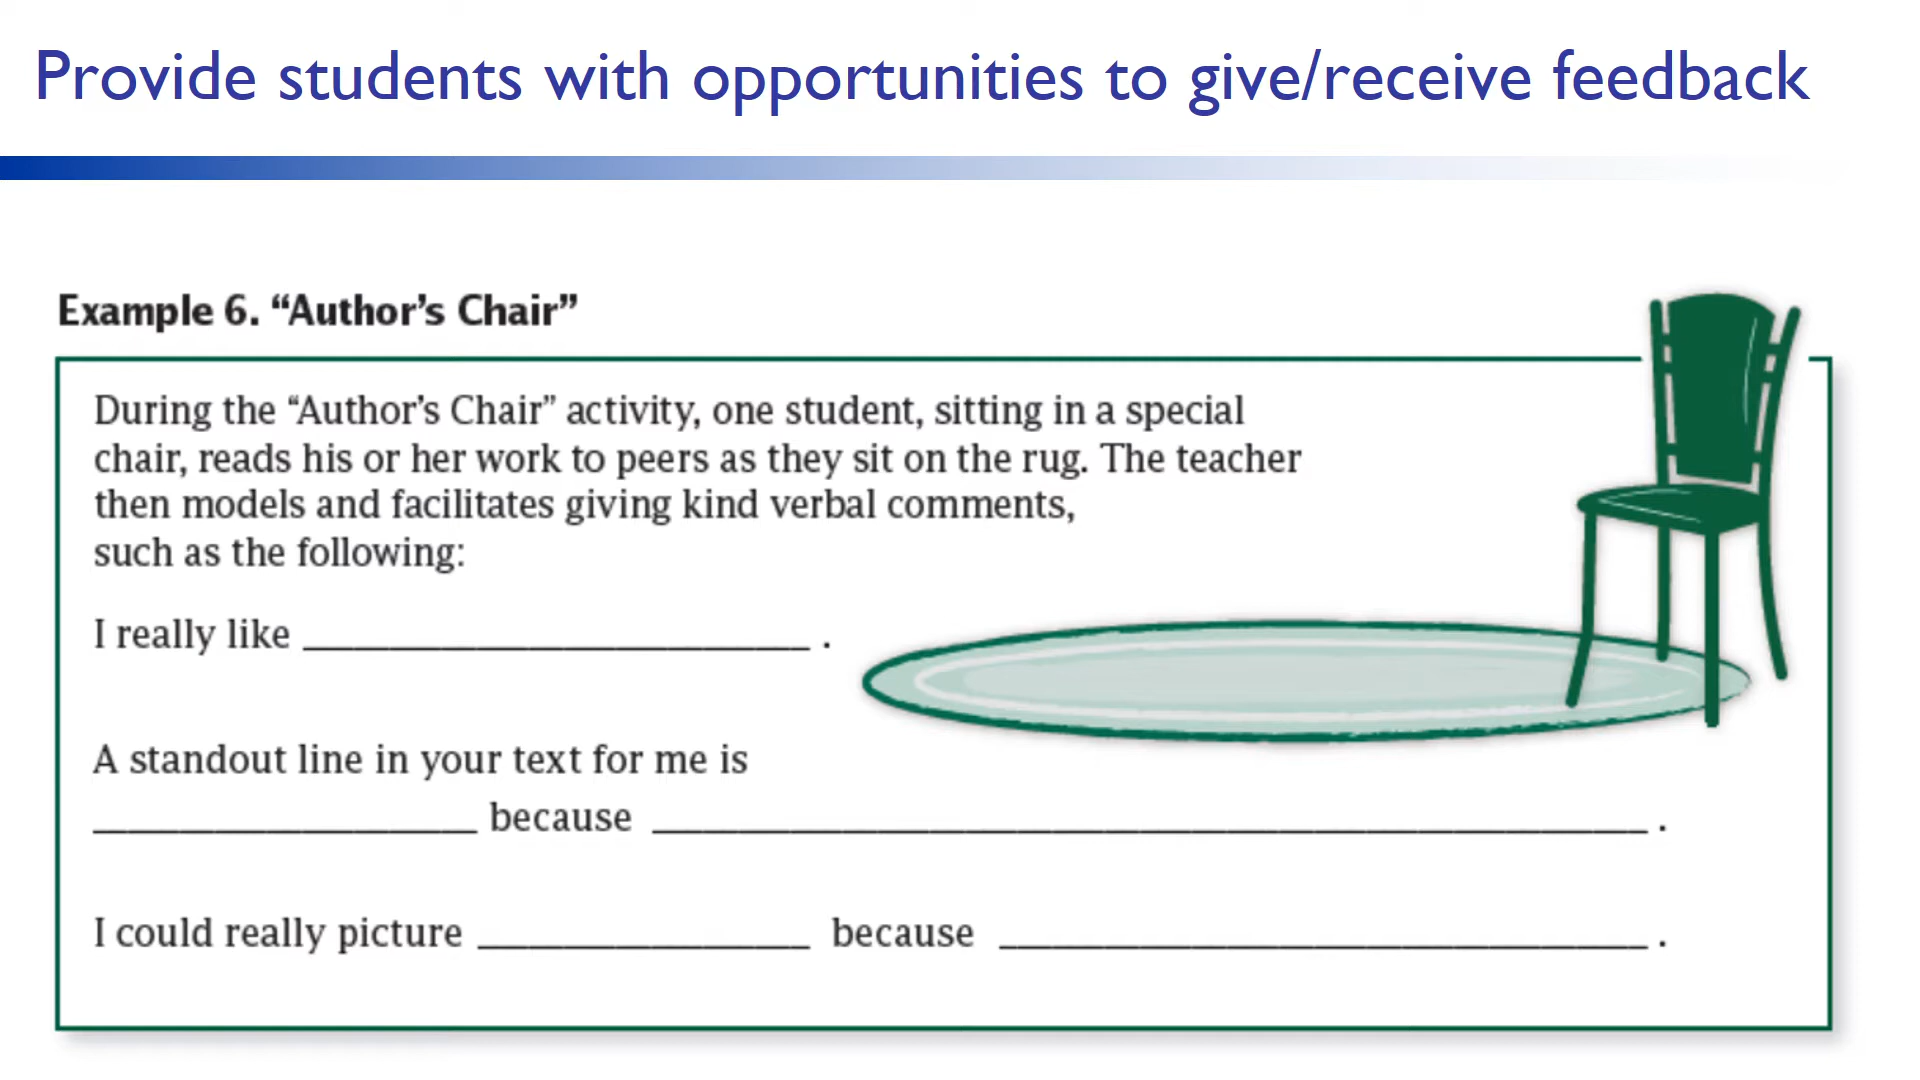 Provide students with opportunities to give/receive feedback
Example 6. “Author’s Chair”
During the “Author’s Chair” activity, one student, sitting in a special
chair, reads his or her work to peers as they sit on the rug. The teacher
then models and facilitates giving kind verbal comments,
such as the following:
I really like ______________________ .
A standout line in your text for me is
_________________ because ____________________________________________ .
I could really picture _______________ because _____________________________ .